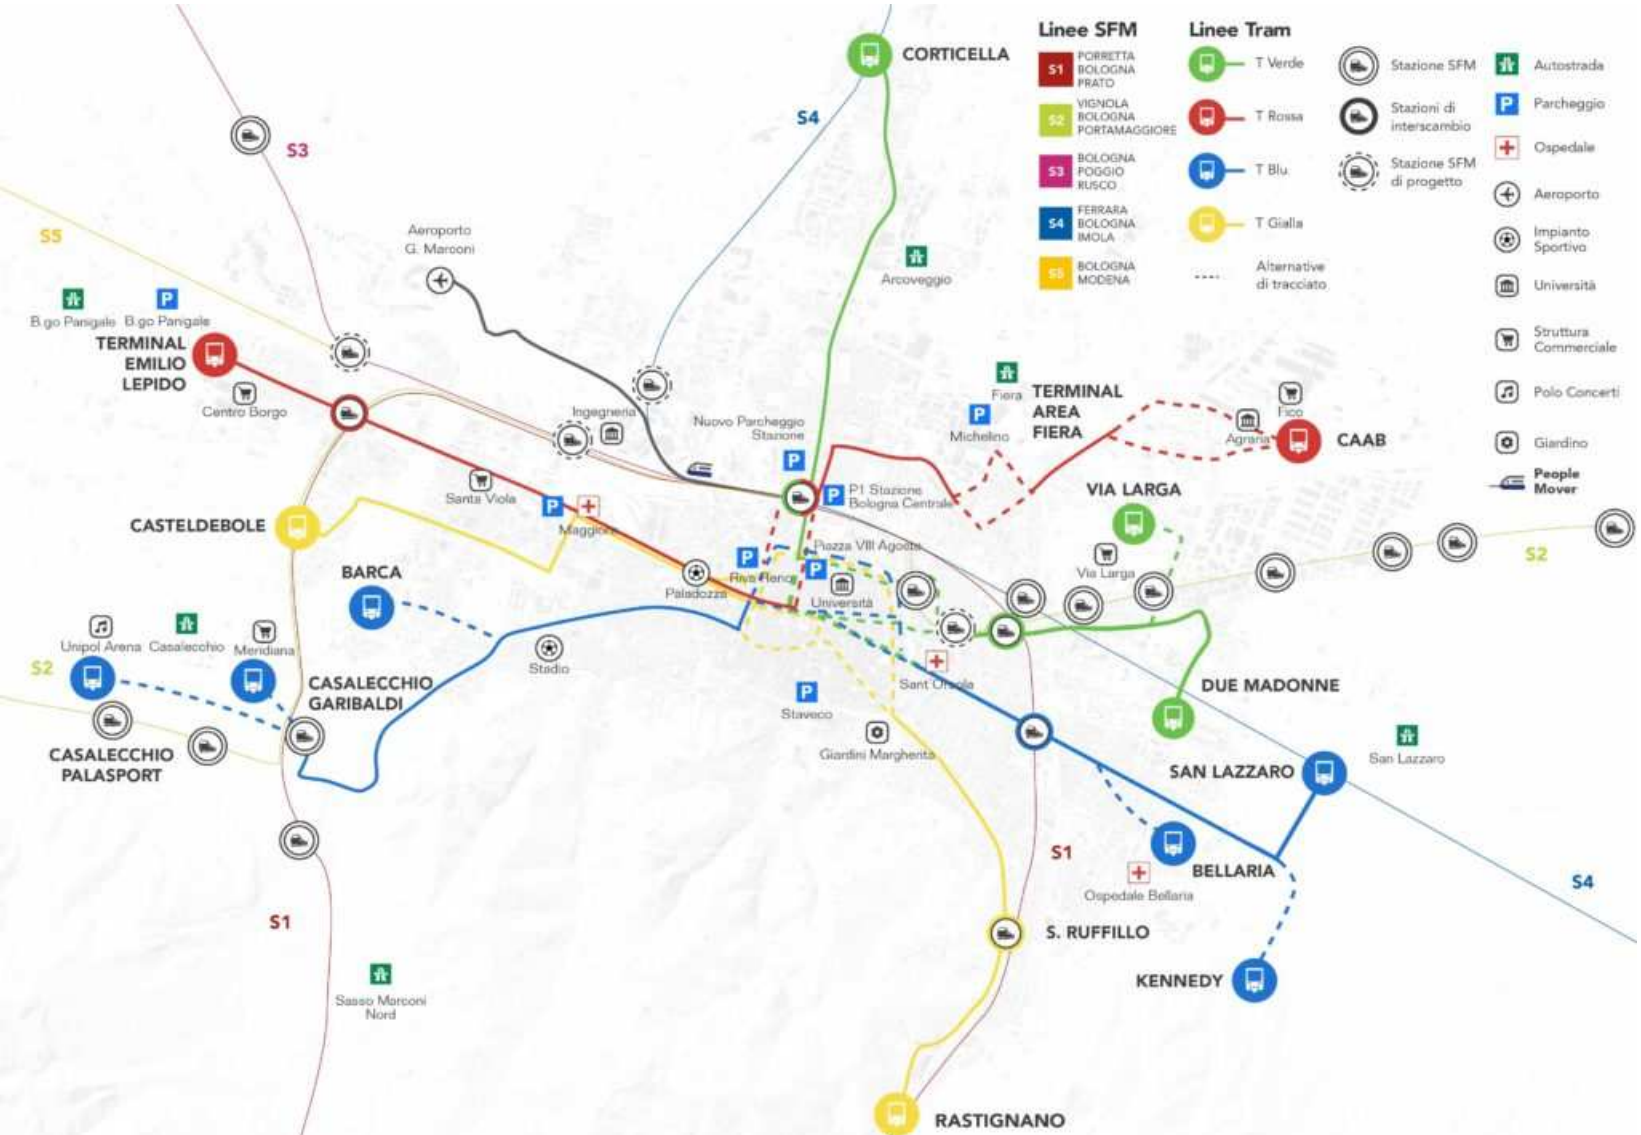 Linee SFM
S1
PORRETTA
BOLOGNA
PRATO
S2
VIGNOLA
BOLOGNA
PORTAMAGGIORE
S3
BOLOGNA
POGGIO
RUSCO
S4
FERRARA
BOLOGNA
IMOLA
S5
BOLOGNA
MODENA
Linee Tram
T Verde
T Rossa
T Blu
T Gialla
Alternative
di tracciato
Stazione SFM
Stazioni di
interscambio
Stazione SFM
di progetto
Autostrada
P
Parcheggio
Ospedale
Aeroporto
Impianto
Sportivo
Università
Struttura
Commerciale
Polo Concerti
Giardino
People
Mover
CORTICELLA
S4
S3
S5
Aeroporto
G. Marconi
Arcoveggio
P
B.go Panigale
B.go Panigale
TERMINAL
EMILIO
LEPIDO
Centro Borgo
Ingegneria
Nuovo Parcheggio
Stazione
P
Fiera
P
Michelino
TERMINAL
AREA
FIERA
Fico
Agraria
CAAB
Santa Viola
P
Maggiore
P
P1 Stazione
Bologna Centrale
VIA LARGA
CASTELDEBOLE
Piazza VIII Agosto
P
P
Riva Reno
Università
Via Larga
S2
BARCA
Paladozza
Unipol Arena
Casalecchio
Meridiana
Stadio
S2
CASALECCHIO
GARIBALDI
Sant'Orsola
P
Staveco
DUE MADONNE
CASALECCHIO
PALASPORT
Giardini Margherita
SAN LAZZARO
San Lazzaro
S1
BELLARIA
Ospedale Bellaria
S4
S1
S. RUFFILLO
KENNEDY
Sasso Marconi
Nord
RASTIGNANO